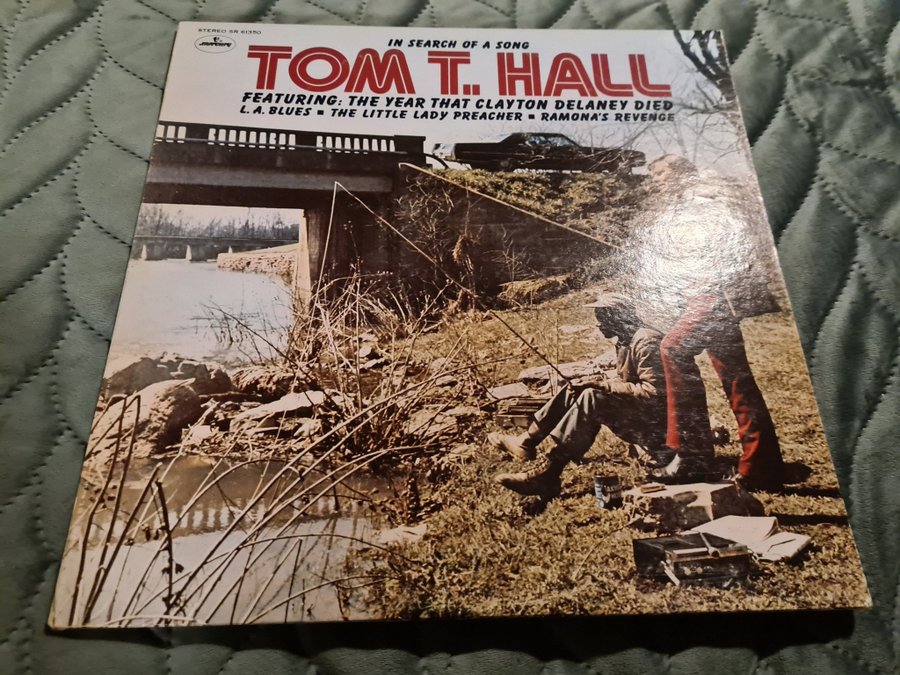 STEREO SR 61350
mercury
IN SEARCH OF A SONG
TOM T. HALL
FEATURING: THE YEAR THAT CLAYTON DELANEY DIED
L.A. BLUES ▪ THE LITTLE LADY PREACHER ▪ RAMONA'S REVENGE